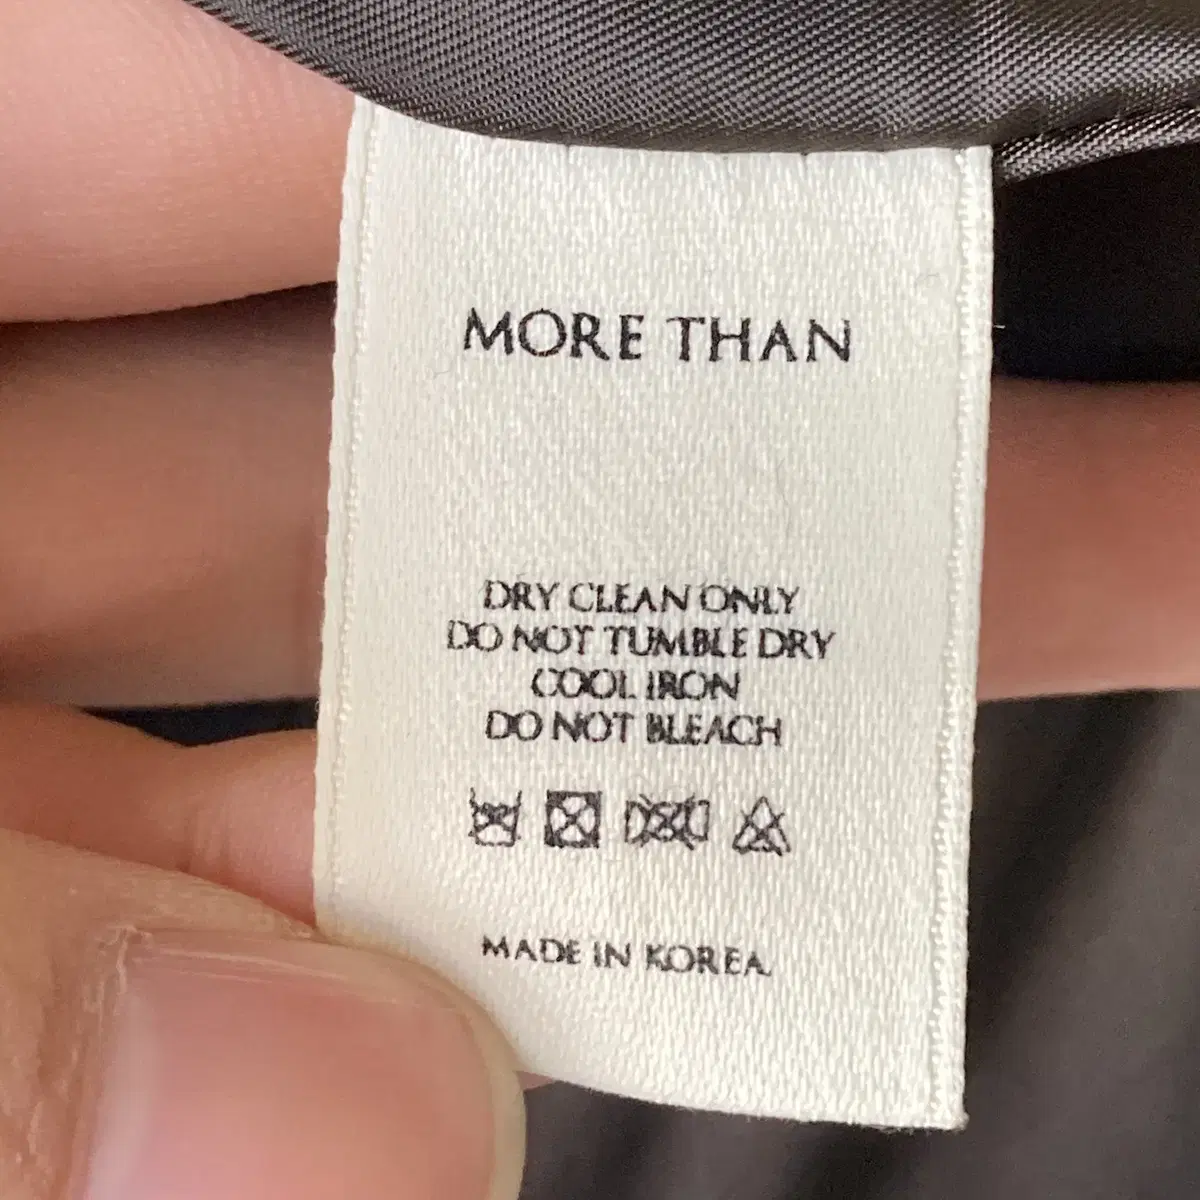 MORE THAN
DRY CLEAN ONLY
DO NOT TUMBLE DRY
COOL IRON
DO NOT BLEACH
MADE IN KOREA